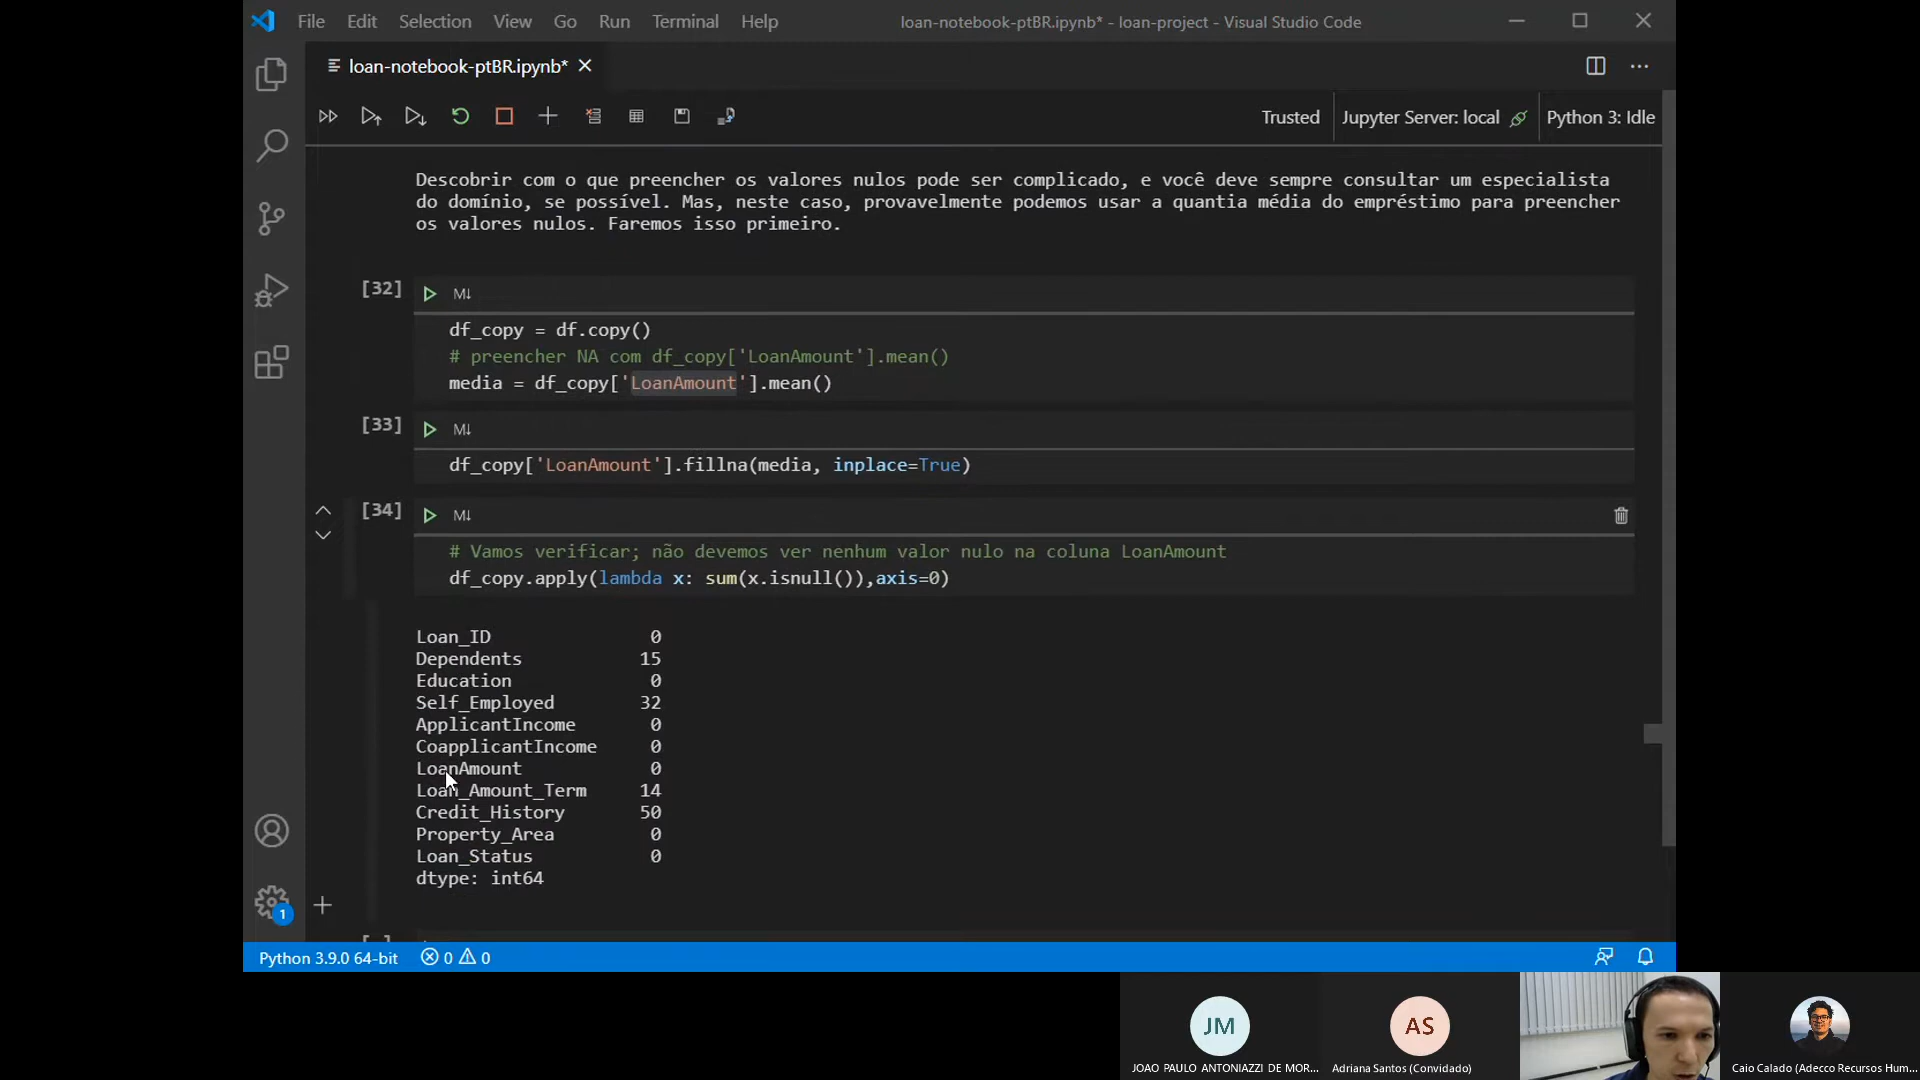 File Edit Selection View Go Run Terminal Help loan-notebook-ptBR.ipynb* - loan-project - Visual Studio Code
loan-notebook-ptBR.ipynb*
Trusted Jupyter Server: local Python 3: Idle
Descobrir com o que preencher os valores nulos pode ser complicado, e você deve sempre consultar um especialista
do domínio, se possível. Mas, neste caso, provavelmente podemos usar a quantia média do empréstimo para preencher
os valores nulos. Faremos isso primeiro.
[32] M↓
df_copy = df.copy()
# preencher NA com df_copy['LoanAmount'].mean()
media = df_copy['LoanAmount'].mean()
[33] M↓
df_copy['LoanAmount'].fillna(media, inplace=True)
[34] M↓
# Vamos verificar; não devemos ver nenhum valor nulo na coluna LoanAmount
df_copy.apply(lambda x: sum(x.isnull()),axis=0)
Loan_ID 0
Dependents 15
Education 0
Self_Employed 32
ApplicantIncome 0
CoapplicantIncome 0
LoanAmount 0
Loan_Amount_Term 14
Credit_History 50
Property_Area 0
Loan_Status 0
dtype: int64
1
Python 3.9.0 64-bit 0 0
JM AS
JOAO PAULO ANTONIAZZI DE MOR... Adriana Santos (Convidado) Caio Calado (Adecco Recursos Hum...